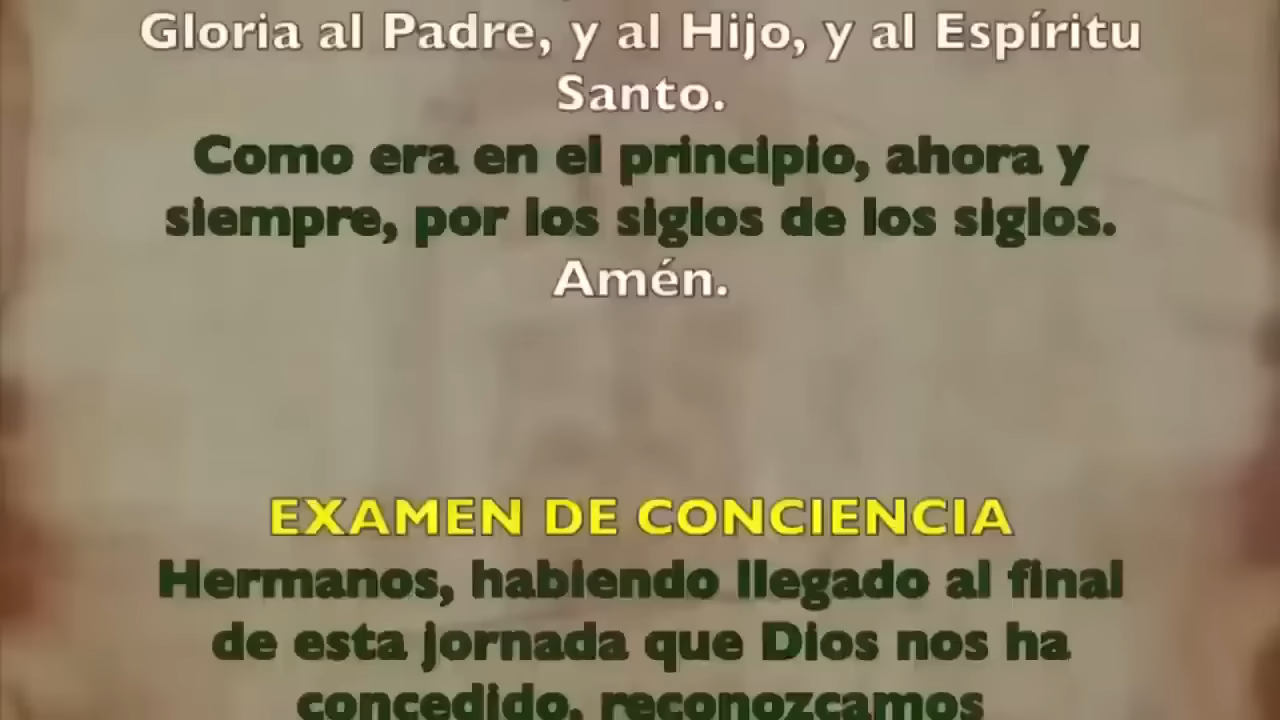 Gloria al Padre, y al Hijo, y al Espíritu
Santo.
Como era en el principio, ahora y
siempre, por los siglos de los siglos.
Amén.
EXAMEN DE CONCIENCIA
Hermanos, habiendo llegado al final
de esta jornada que Dios nos ha
concedido, reconozcamos